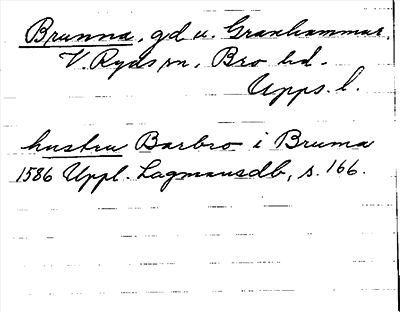 Brunna, gd u. Granhammar,
V. Ryds sn, Bro hd.
Upps. l.
hustru Barbro i Bruma
1586 Uppl. Lagmansdb, s. 166.